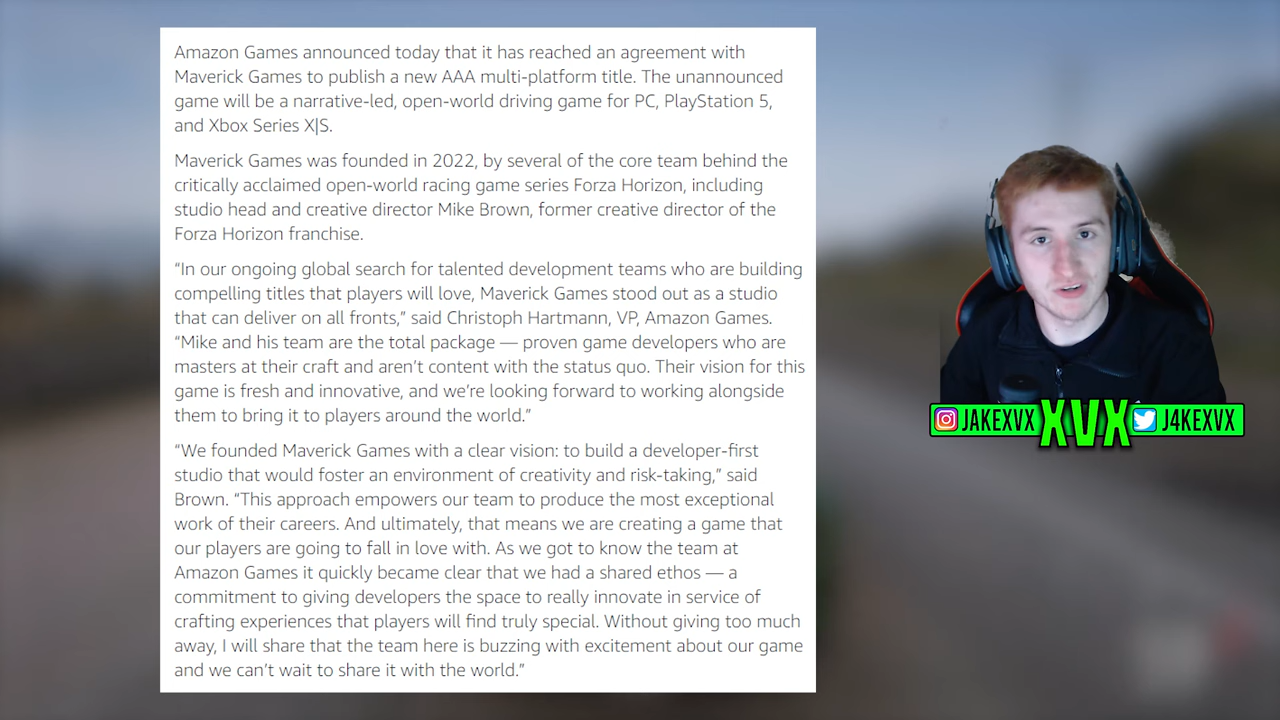 Amazon Games announced today that it has reached an agreement with
Maverick Games to publish a new AAA multi-platform title. The unannounced
game will be a narrative-led, open-world driving game for PC, PlayStation 5,
and Xbox Series X|S.
Maverick Games was founded in 2022, by several of the core team behind the
critically acclaimed open-world racing game series Forza Horizon, including
studio head and creative director Mike Brown, former creative director of the
Forza Horizon franchise.
“In our ongoing global search for talented development teams who are building
compelling titles that players will love, Maverick Games stood out as a studio
that can deliver on all fronts,” said Christoph Hartmann, VP, Amazon Games.
“Mike and his team are the total package — proven game developers who are
masters at their craft and aren’t content with the status quo. Their vision for this
game is fresh and innovative, and we’re looking forward to working alongside
them to bring it to players around the world.”
“We founded Maverick Games with a clear vision: to build a developer-first
studio that would foster an environment of creativity and risk-taking,” said
Brown. “This approach empowers our team to produce the most exceptional
work of their careers. And ultimately, that means we are creating a game that
our players are going to fall in love with. As we got to know the team at
Amazon Games it quickly became clear that we had a shared ethos — a
commitment to giving developers the space to really innovate in service of
crafting experiences that players will find truly special. Without giving too much
away, I will share that the team here is buzzing with excitement about our game
and we can’t wait to share it with the world.”
JAKEXVX XVX J4KEXVX